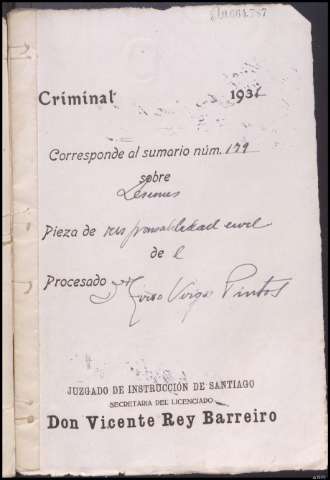 Criminal 1931
Corresponde al sumario núm. 179
sobre
Lesiones
Pieza de responsabilidad civil
de l
Procesado
Pintos
JUZGADO DE INSTRUCCIÓN DE SANTIAGO
SECRETARÍA DEL LICENCIADO
Don Vicente Rey Barreiro